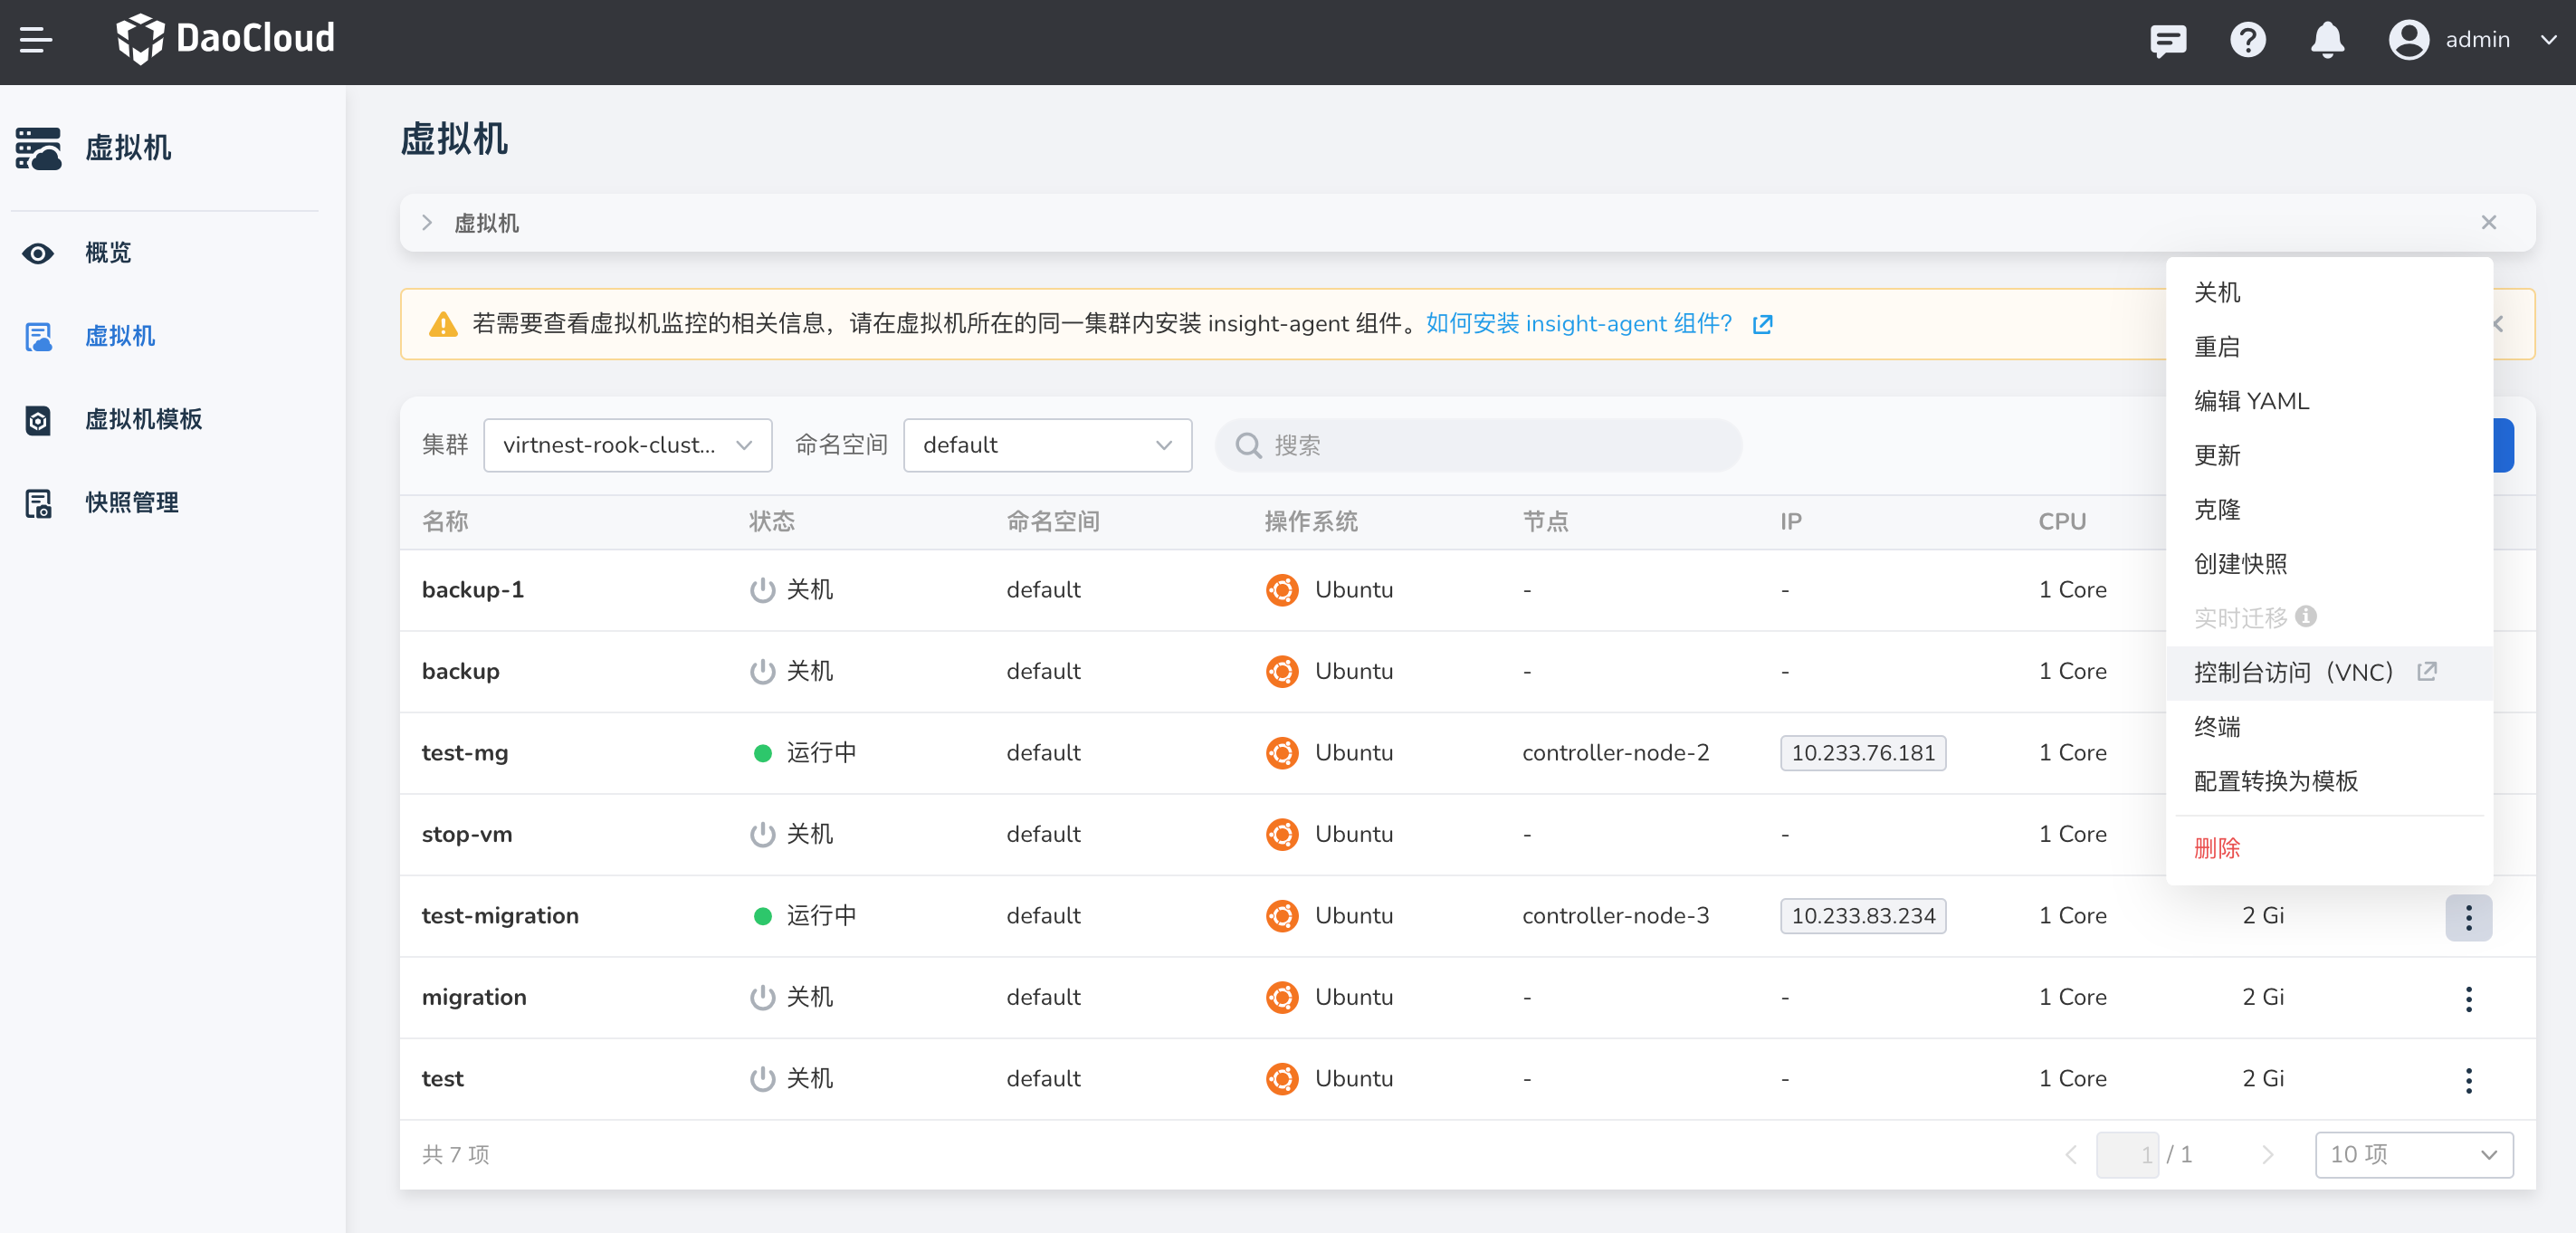 DaoCloud
admin
虚拟机
概览
虚拟机
虚拟机模板
快照管理
虚拟机
虚拟机
若需要查看虚拟机监控的相关信息，请在虚拟机所在的同一集群内安装 insight-agent 组件。如何安装 insight-agent 组件？
集群 virtnest-rook-clust... 命名空间 default 搜索
名称 状态 命名空间 操作系统 节点 IP CPU
backup-1 关机 default Ubuntu - - 1 Core
backup 关机 default Ubuntu - - 1 Core
test-mg 运行中 default Ubuntu controller-node-2 10.233.76.181 1 Core
stop-vm 关机 default Ubuntu - - 1 Core
test-migration 运行中 default Ubuntu controller-node-3 10.233.83.234 1 Core 2 Gi
migration 关机 default Ubuntu - - 1 Core 2 Gi
test 关机 default Ubuntu - - 1 Core 2 Gi
共 7 项 1 / 1 10 项
关机
重启
编辑 YAML
更新
克隆
创建快照
实时迁移
控制台访问（VNC）
终端
配置转换为模板
删除